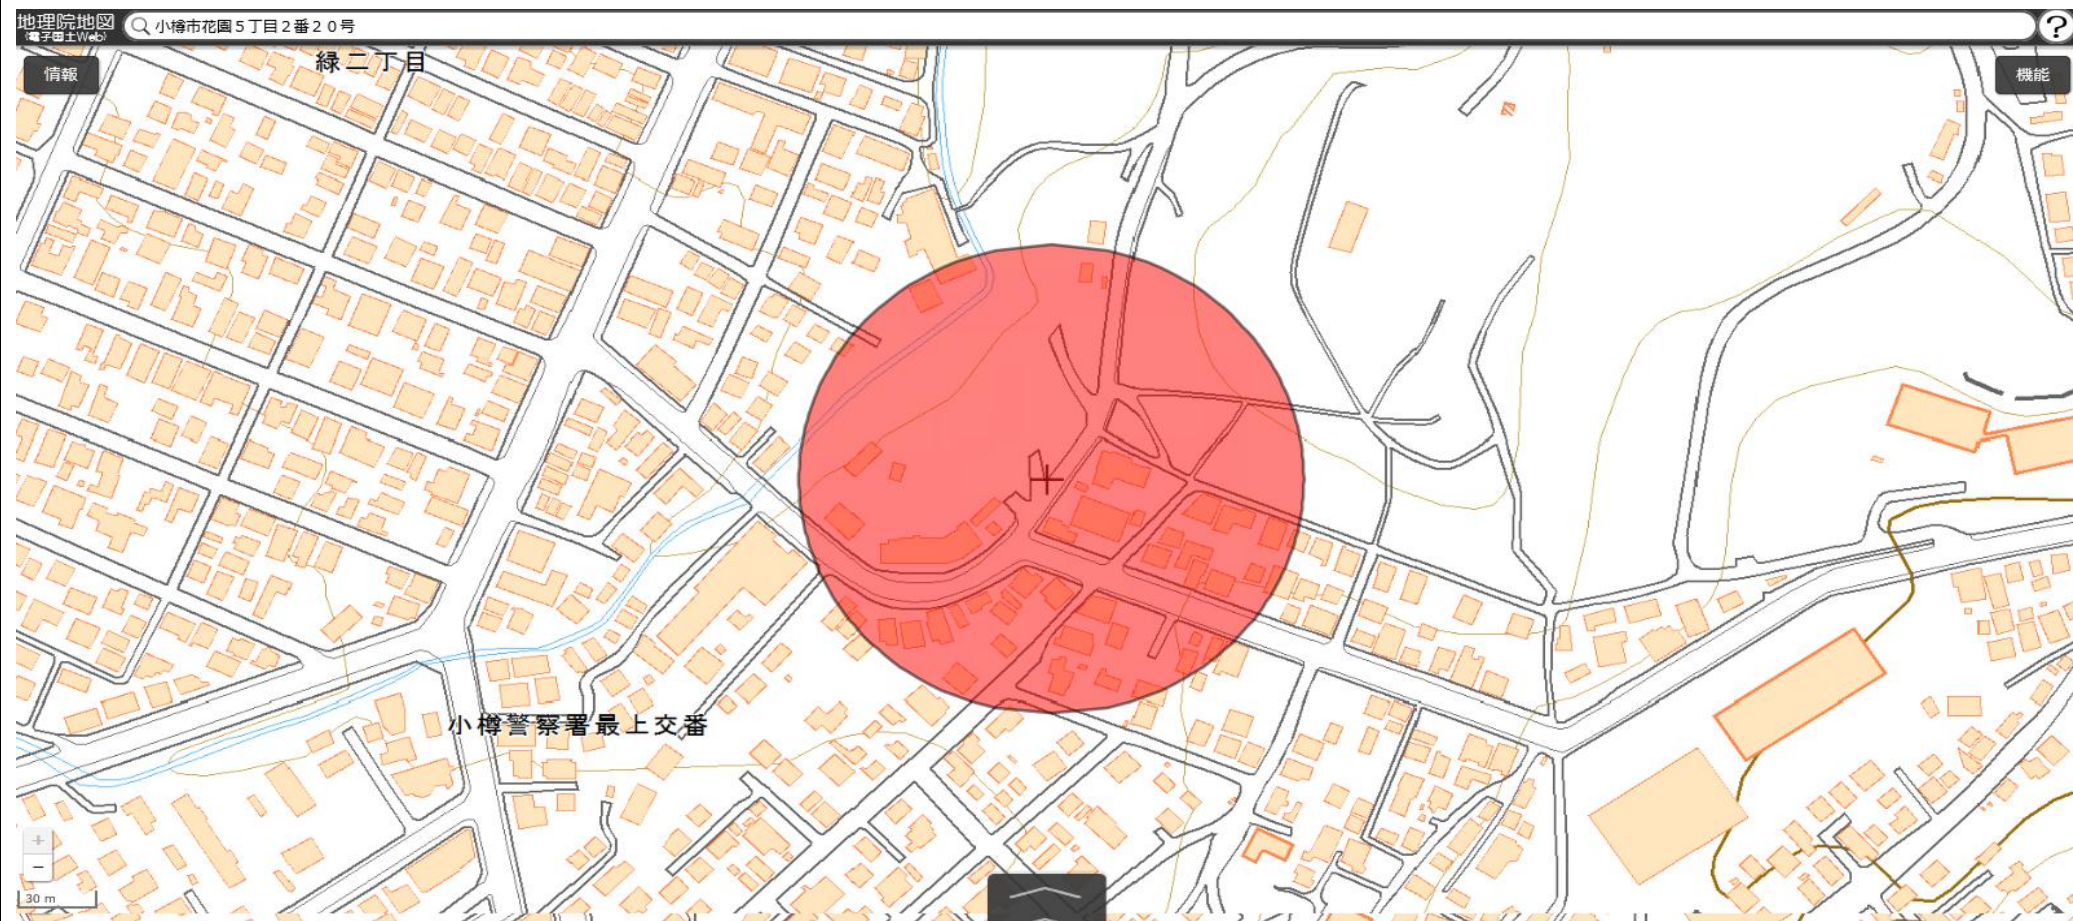 地理院地図
(電子国土Web)
小樽市花園５丁目２番２０号
?
情報
機能
緑二丁目
小樽警察署最上交番
+
−
30 m